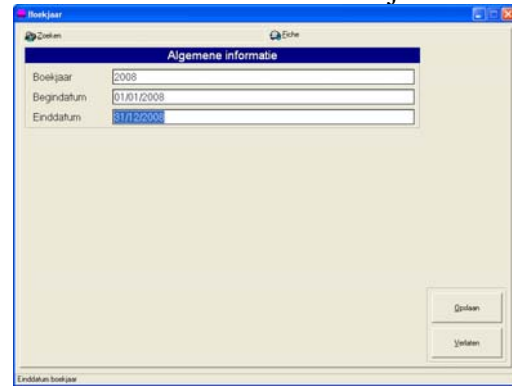 Boekjaar
Zoeken Fiche
Algemene informatie
Boekjaar 2008
Begindatum 01/01/2008
Einddatum 31/12/2008
Opslaan
Verlaten
Einddatum boekjaar